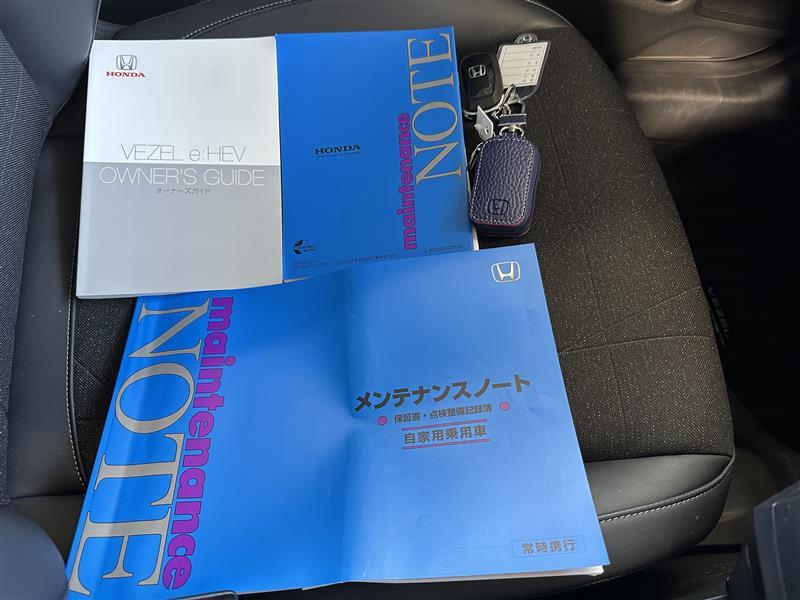 HONDA
VEZEL e:HEV
OWNER'S GUIDE
オーナーズガイド
HONDA
maintenance
NOTE
メンテナンスノート
保証書・点検整備記録簿
自家用乗用車
常時携行
maintenance
NOTE
VEZEL